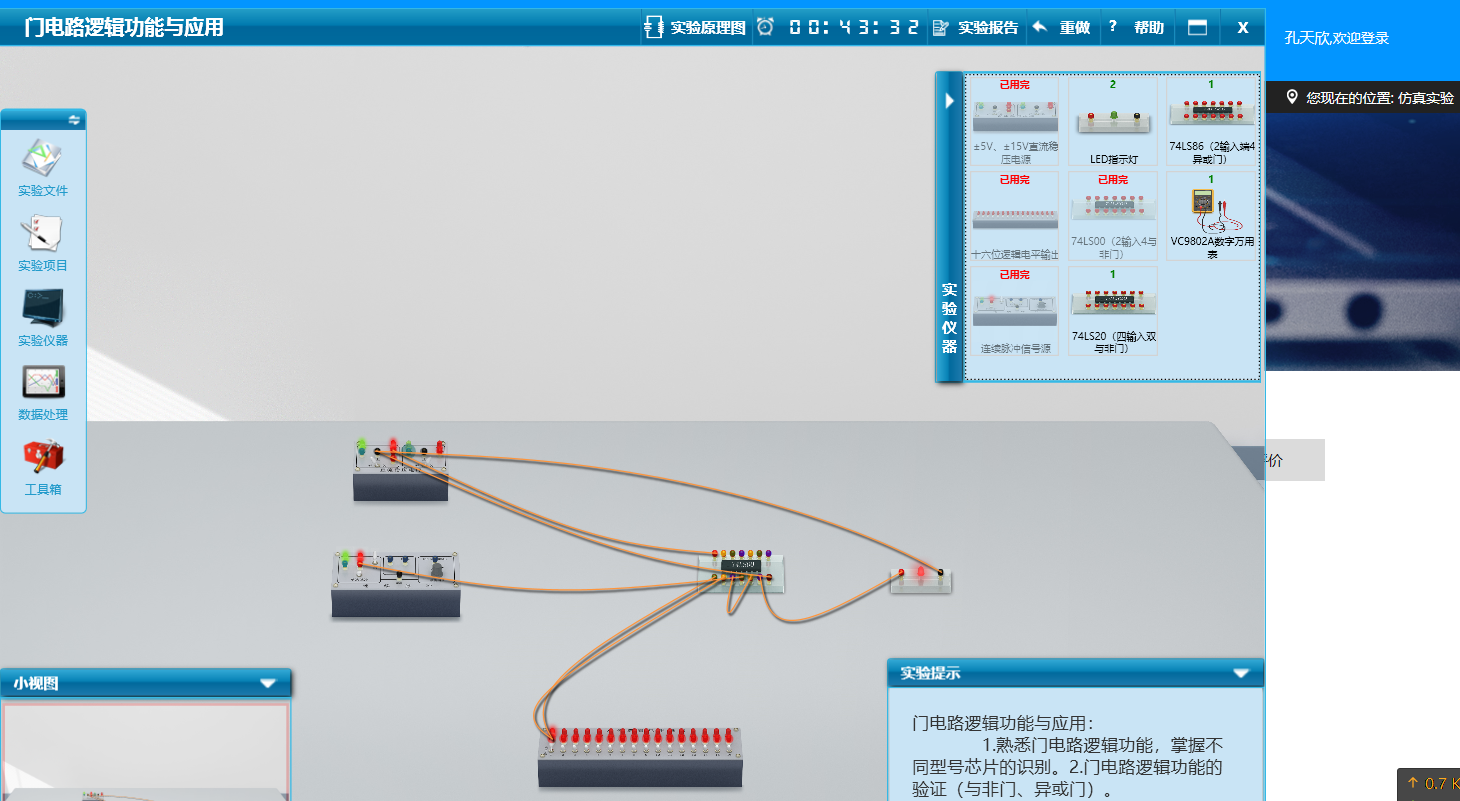 门电路逻辑功能与应用
实验原理图
00:43:32
实验报告
重做
? 帮助
X
孔天欣,欢迎登录
您现在的位置: 仿真实验
实验文件
实验项目
实验仪器
数据处理
工具箱
实验仪器
已用完
±5V、±15V直流稳
压电源
2
LED指示灯
1
74LS86（2输入端4
异或门）
已用完
十六位逻辑电平输出
已用完
74LS00（2输入4与
非门）
1
VC9802A数字万用
表
已用完
连续脉冲信号源
1
74LS20（四输入双
与非门）
价
74LS00
小视图
实验提示
门电路逻辑功能与应用：
1.熟悉门电路逻辑功能，掌握不
同型号芯片的识别。2.门电路逻辑功能的
验证（与非门、异或门）。
↑ 0.7 K